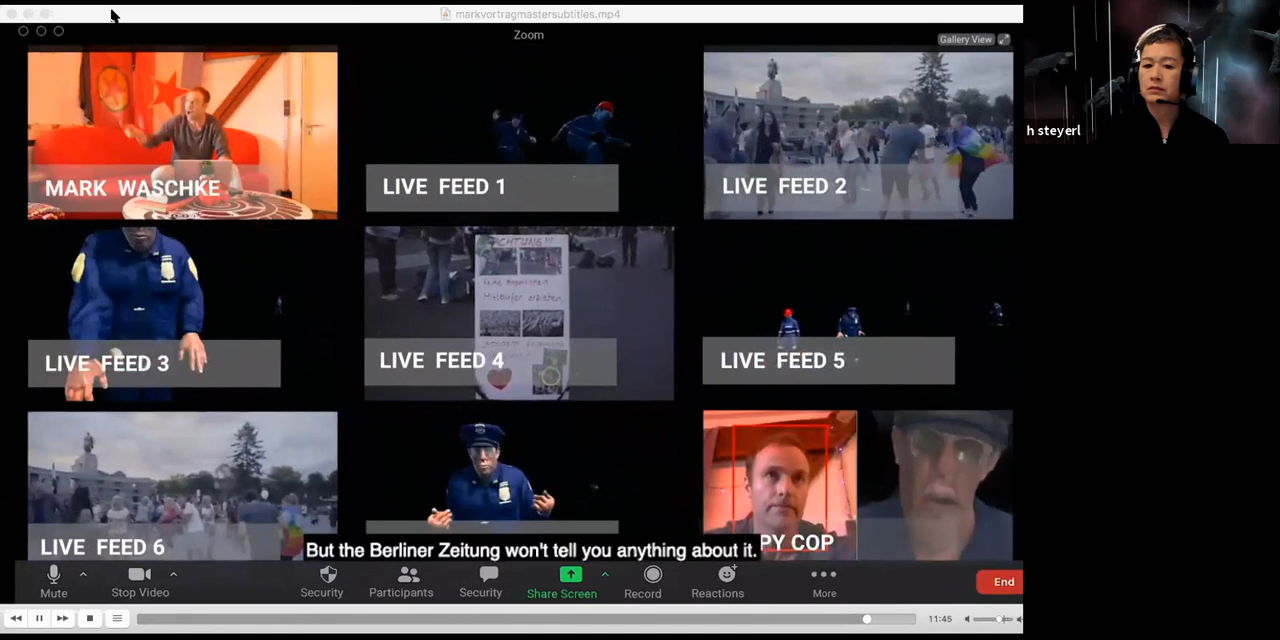 markvortragmastersubtitles.mp4
Zoom
Gallery View
MARK WASCHKE
LIVE FEED 1
LIVE FEED 2
h steyerl
LIVE FEED 3
ACHTUNG
LIVE FEED 4
LIVE FEED 5
LIVE FEED 6
PY COP
But the Berliner Zeitung won't tell you anything about it.
Mute
Stop Video
Security
Participants
Security
Share Screen
Record
Reactions
More
End
11:45